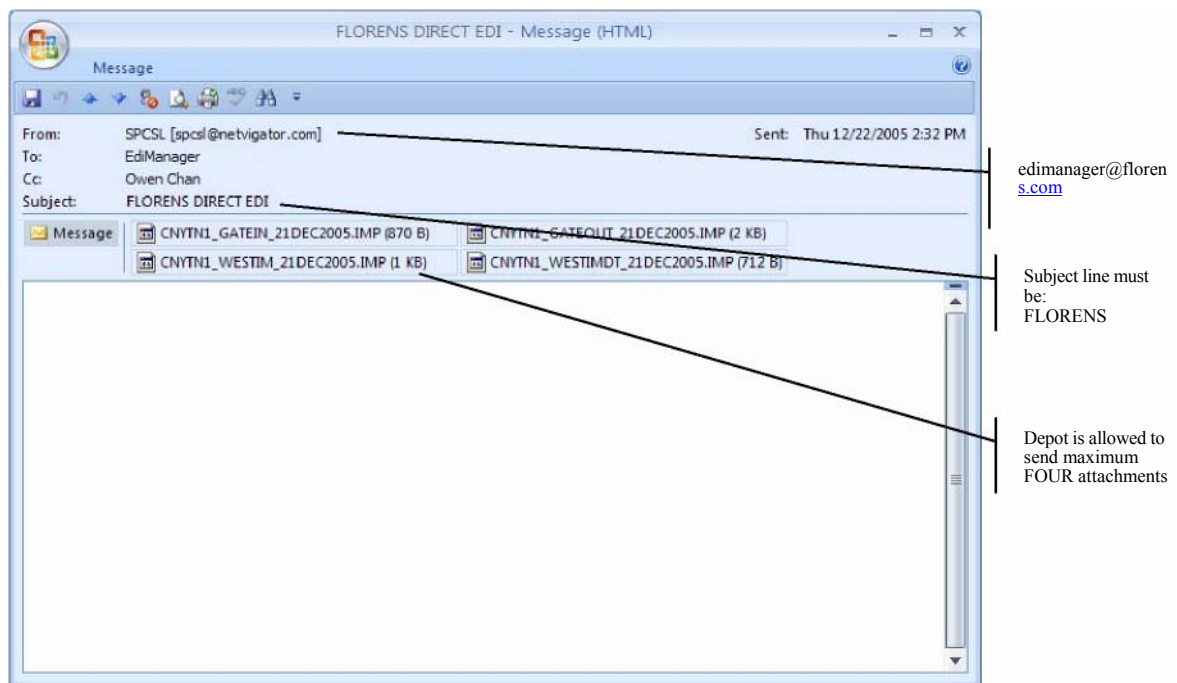 FLORENS DIRECT EDI - Message (HTML)
Message
From: SPCSL [spcsl@netvigator.com] Sent: Thu 12/22/2005 2:32 PM
To: EdiManager
Cc: Owen Chan
Subject: FLORENS DIRECT EDI
Message CNYTN1_GATEIN_21DEC2005.IMP (870 B) CNYTN1_GATEOUT_21DEC2005.IMP (2 KB)
CNYTN1_WESTIM_21DEC2005.IMP (1 KB) CNYTN1_WESTIMDT_21DEC2005.IMP (712 B)
edimanager@floren
s.com
Subject line must
be:
FLORENS
Depot is allowed to
send maximum
FOUR attachments